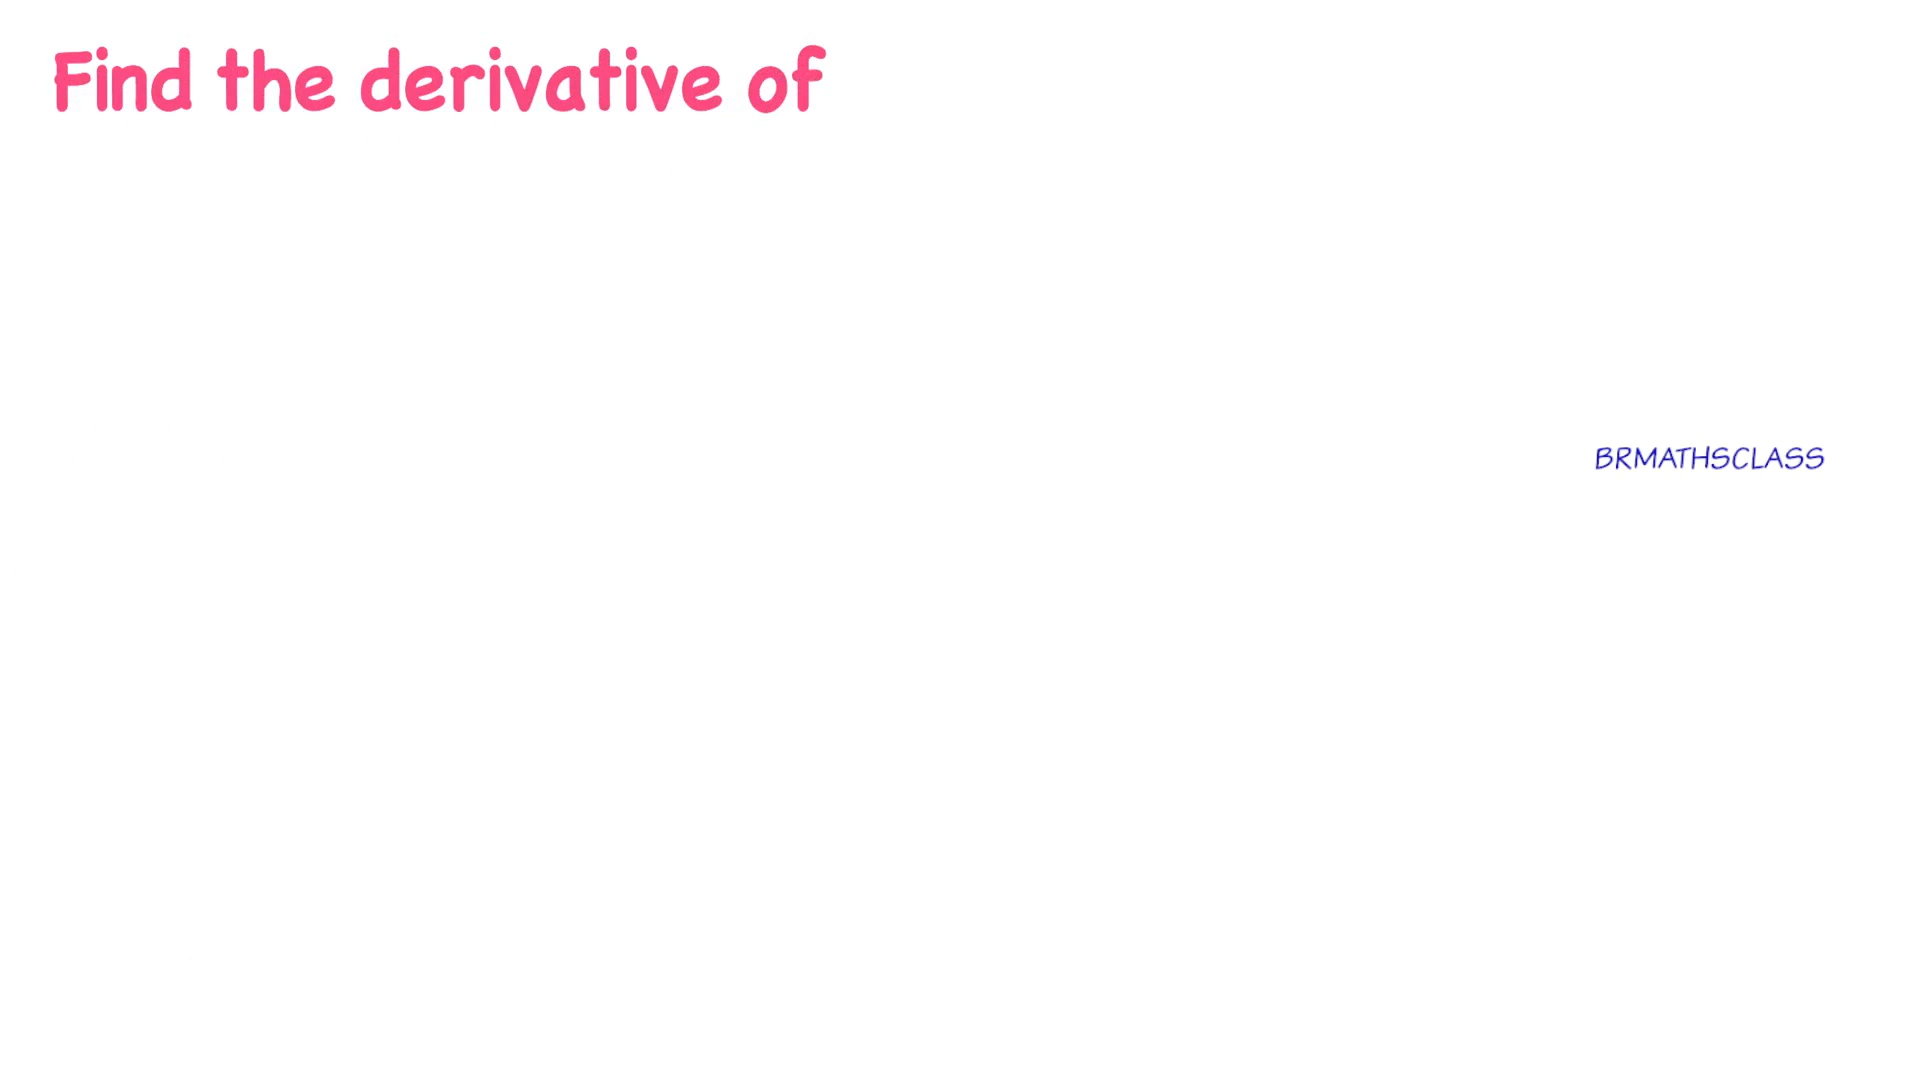 Find the derivative of
BRMATHSCLASS